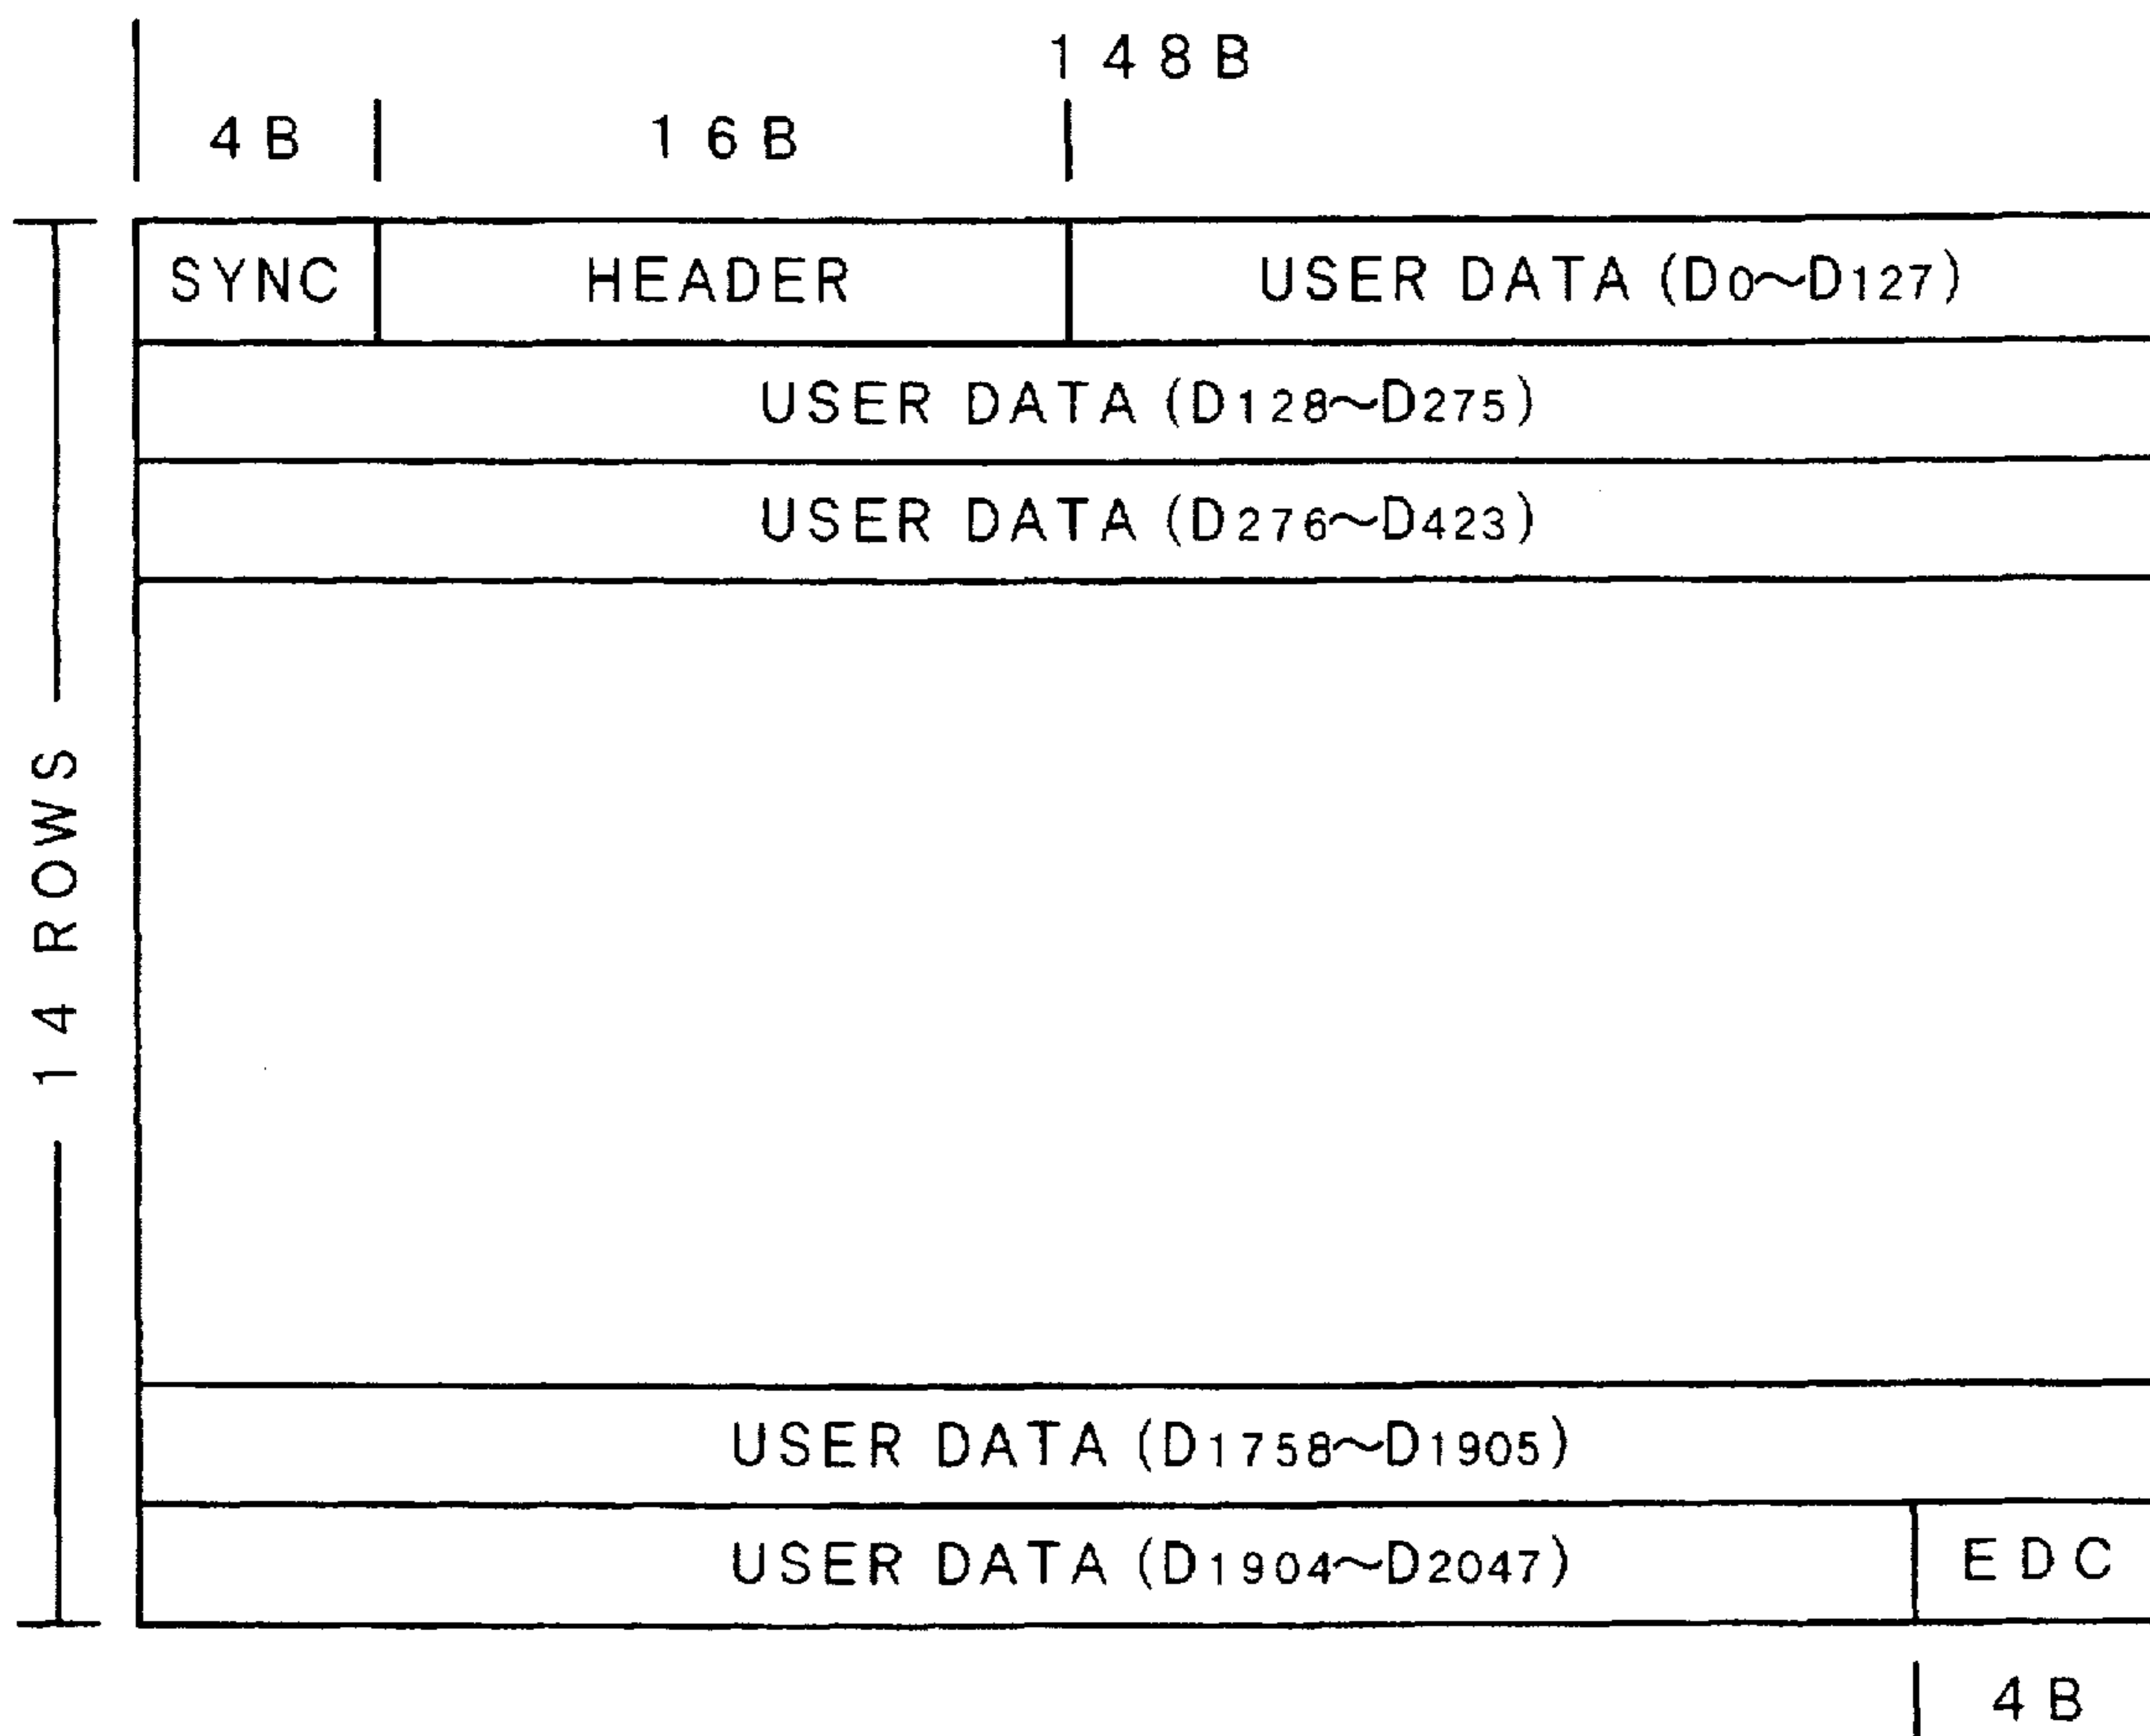 148B
4B 16B
SYNC HEADER USER DATA (D0~D127)
USER DATA (D128~D275)
USER DATA (D276~D423)
14 ROWS
USER DATA (D1758~D1905)
USER DATA (D1904~D2047) EDC
4B